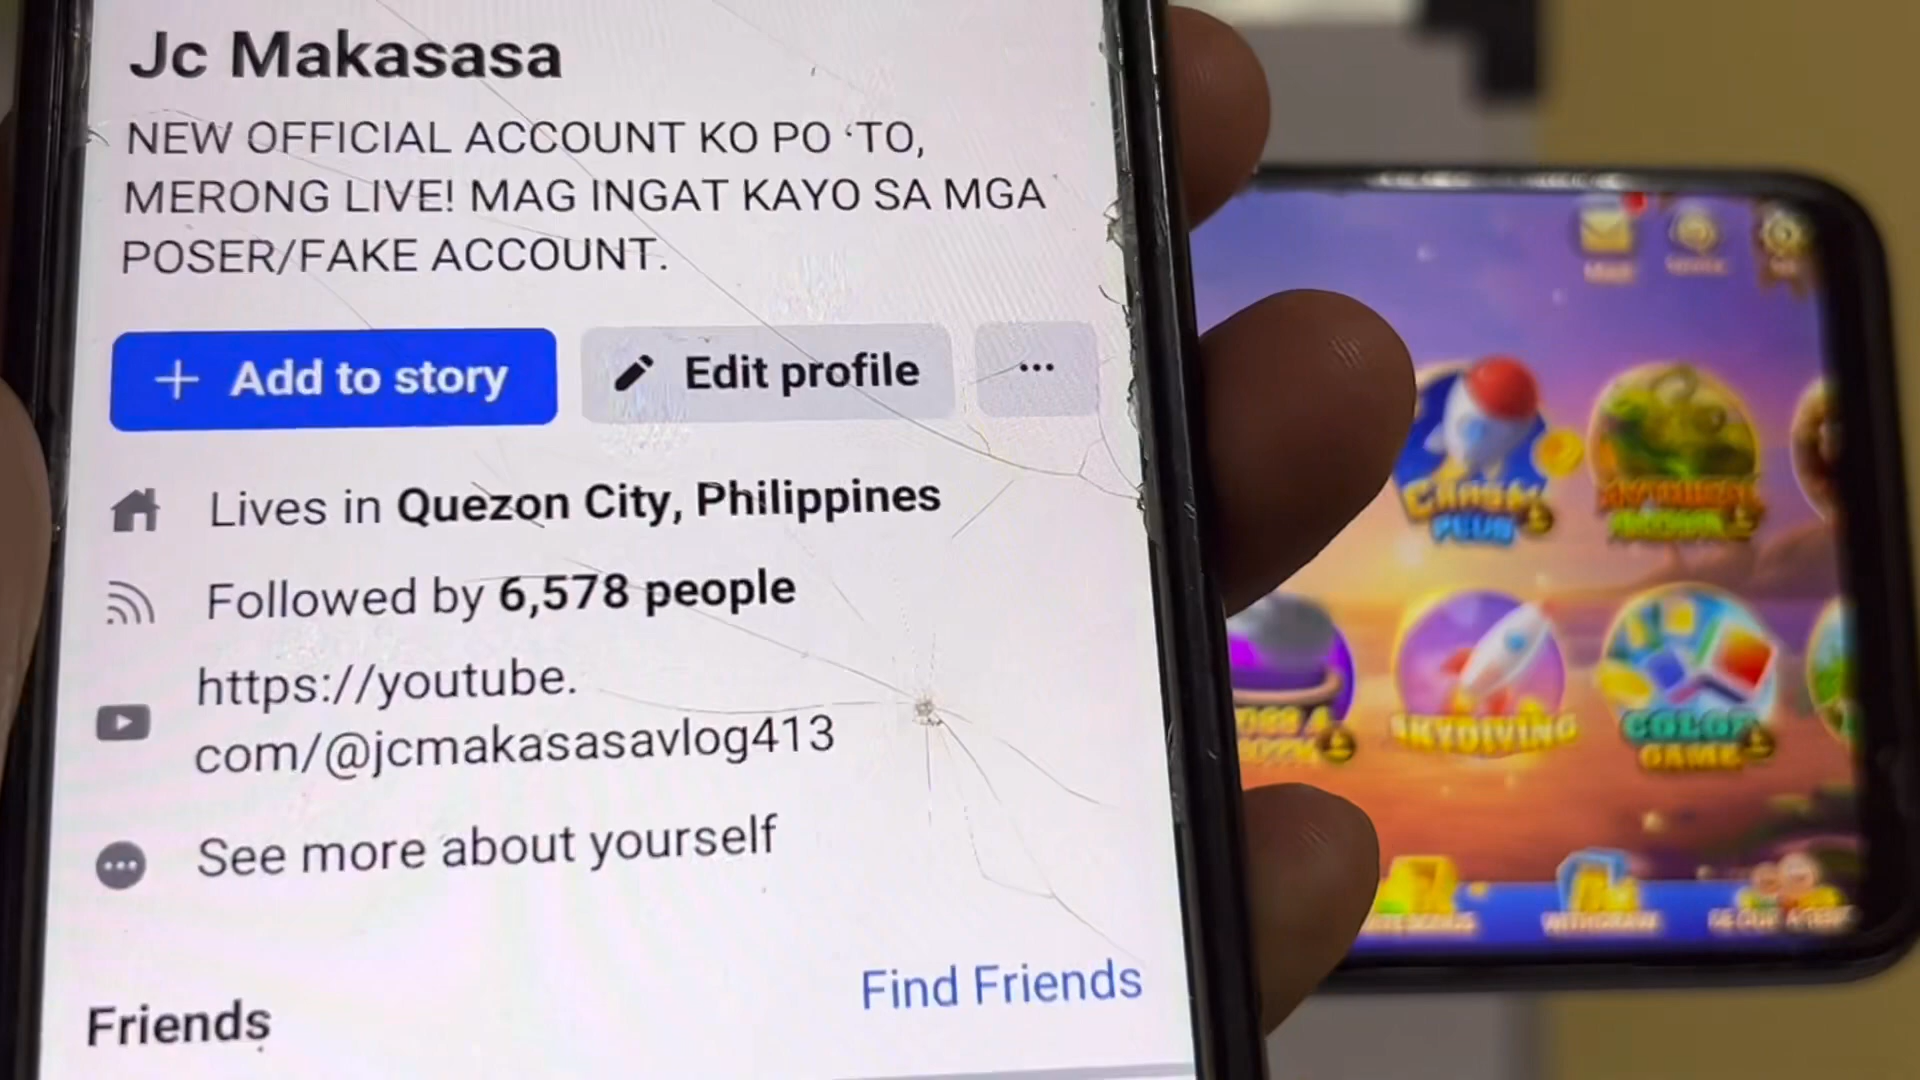 Jc Makasasa
NEW OFFICIAL ACCOUNT KO PO ‘TO,
MERONG LIVE! MAG INGAT KAYO SA MGA
POSER/FAKE ACCOUNT.
+ Add to story
Edit profile
...
Lives in Quezon City, Philippines
Followed by 6,578 people
https://youtube.
com/@jcmakasasavlog413
See more about yourself
Find Friends
Friends
SKYDIVING
COLOR
GAME
WITHDRAW